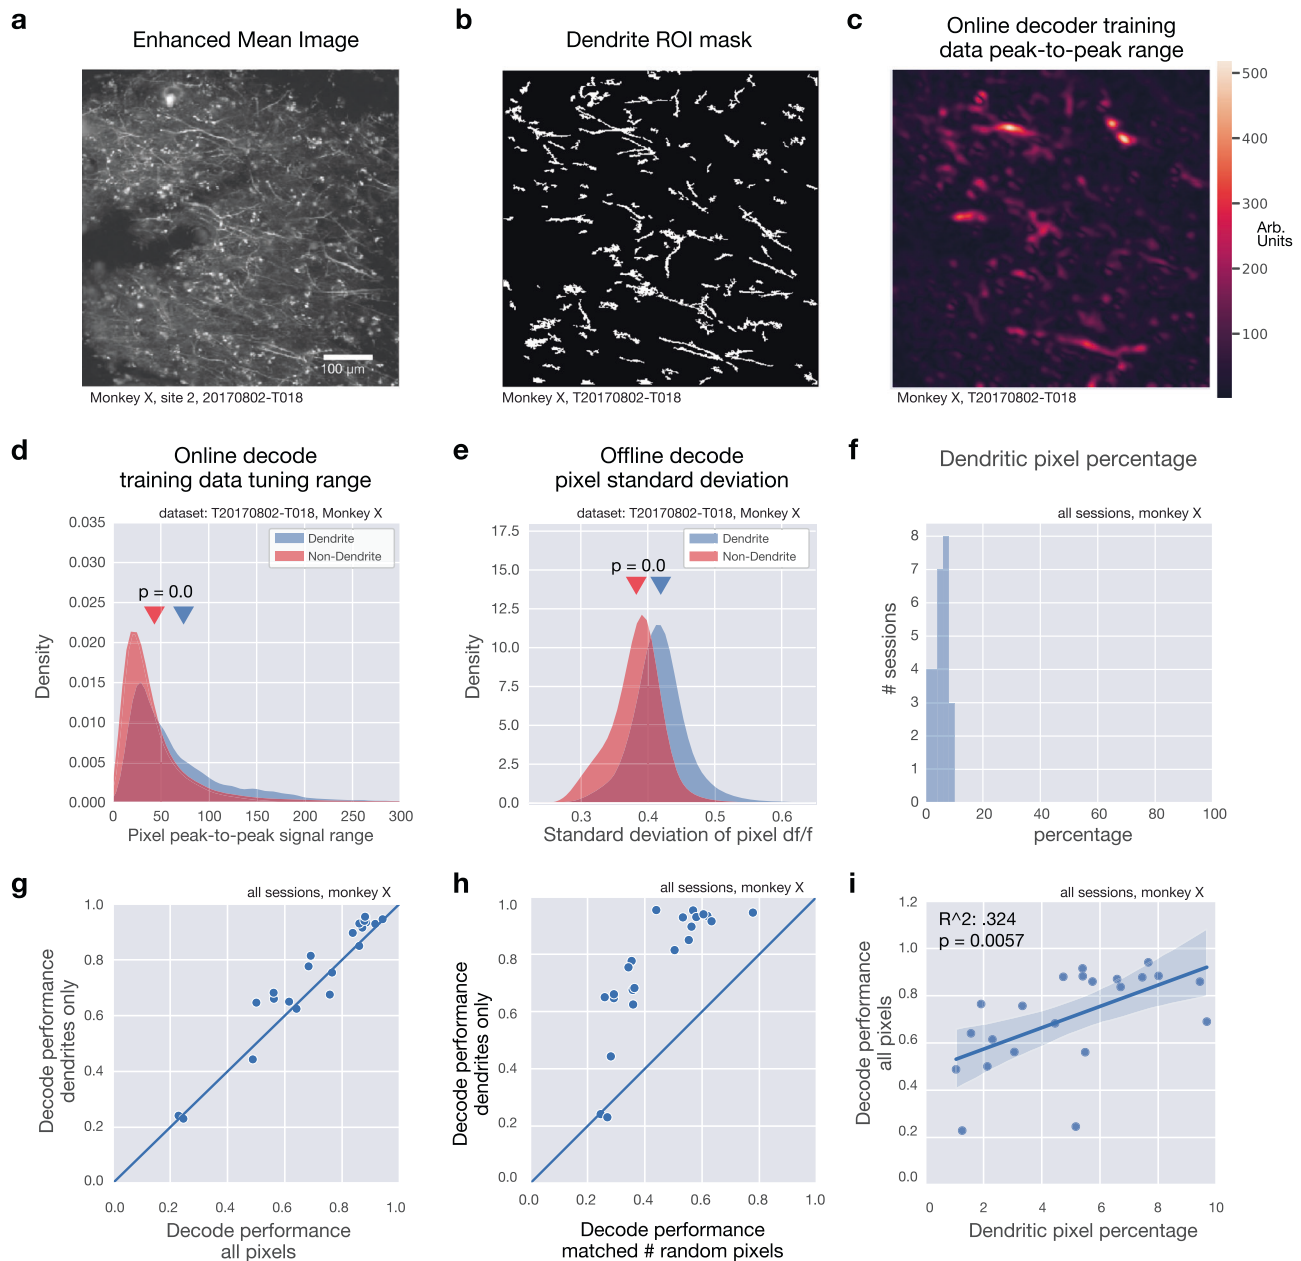 a
Enhanced Mean Image
100 µm
Monkey X, site 2, 20170802-T018
b
Dendrite ROI mask
Monkey X, T20170802-T018
c
Online decoder training
data peak-to-peak range
500
400
300
200
100
Arb.
Units
Monkey X, T20170802-T018
d
Online decode
training data tuning range
dataset: T20170802-T018, Monkey X
Dendrite
Non-Dendrite
p = 0.0
0.035
0.030
0.025
0.020
0.015
0.010
0.005
0.000
Density
0 50 100 150 200 250 300
Pixel peak-to-peak signal range
e
Offline decode
pixel standard deviation
dataset: T20170802-T018, Monkey X
Dendrite
Non-Dendrite
p = 0.0
17.5
15.0
12.5
10.0
7.5
5.0
2.5
0.0
Density
0.3 0.4 0.5 0.6
Standard deviation of pixel df/f
f
Dendritic pixel percentage
all sessions, monkey X
8
7
6
5
4
3
2
1
0
# sessions
0 20 40 60 80 100
percentage
g
all sessions, monkey X
1.0
0.8
0.6
0.4
0.2
0.0
Decode performance
dendrites only
0.0 0.2 0.4 0.6 0.8 1.0
Decode performance
all pixels
h
all sessions, monkey X
1.0
0.8
0.6
0.4
0.2
0.0
Decode performance
dendrites only
0.0 0.2 0.4 0.6 0.8 1.0
Decode performance
matched # random pixels
i
all sessions, monkey X
R^2: .324
p = 0.0057
1.2
1.0
0.8
0.6
0.4
0.2
0.0
Decode performance
all pixels
0 2 4 6 8 10
Dendritic pixel percentage